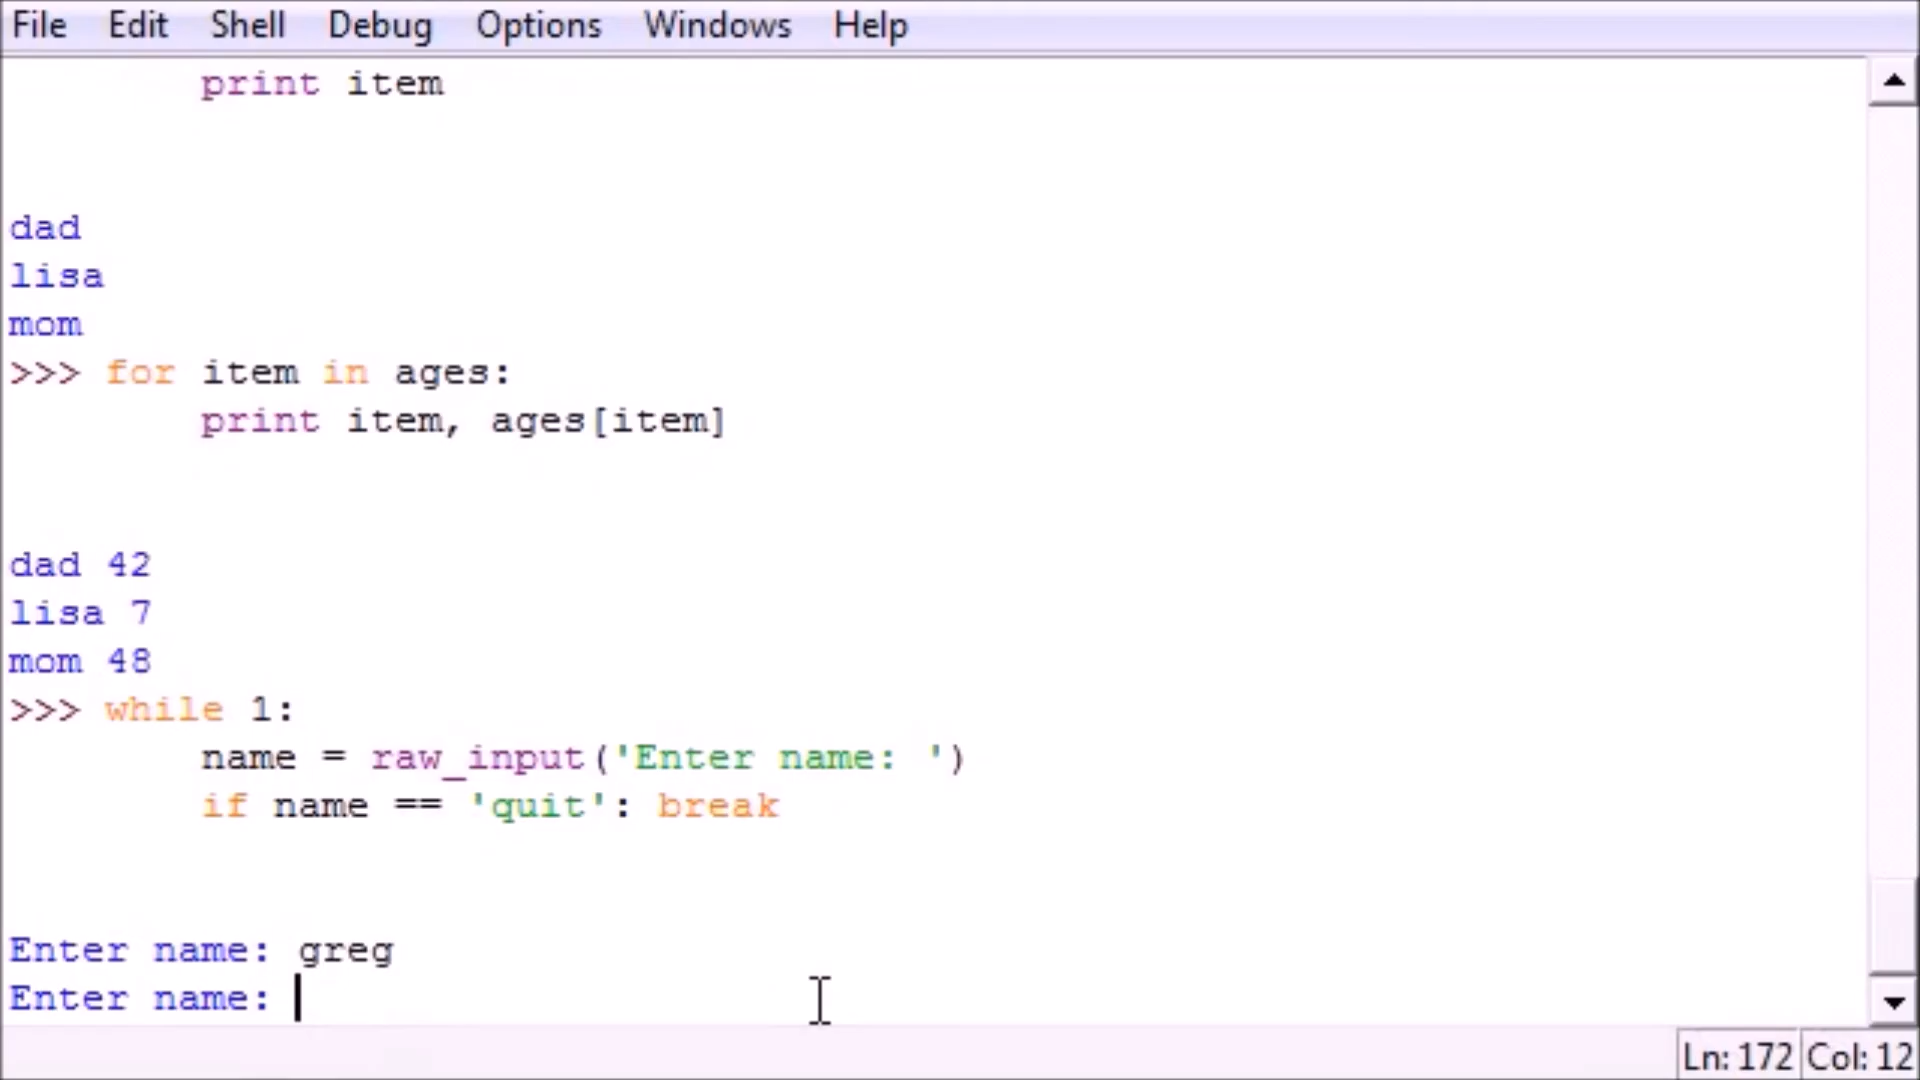 File Edit Shell Debug Options Windows Help
print item
dad
lisa
mom
>>> for item in ages:
print item, ages[item]
dad 42
lisa 7
mom 48
>>> while 1:
name = raw_input('Enter name: ')
if name == 'quit': break
Enter name: greg
Enter name:
Ln: 172 Col: 12